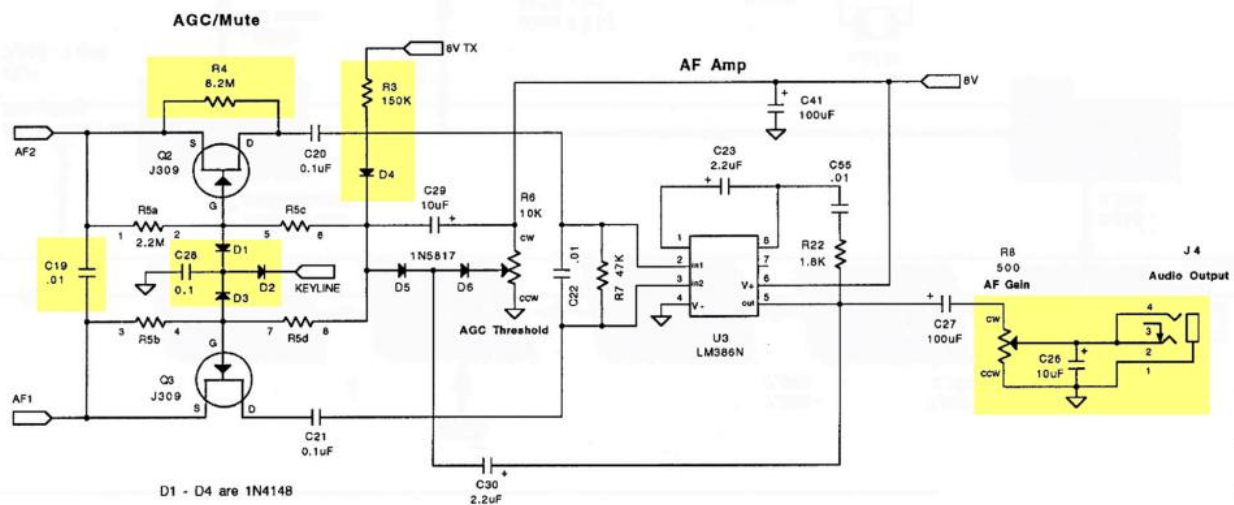 AGC/Mute
8V TX
AF Amp
8V
R4
8.2M
R3
150K
C41
100uF
AF2
S
D
C20
0.1uF
Q2
J309
D4
C23
2.2uF
C55
.01
G
C29
10uF
R6
10K
R5a
1
2
2.2M
R5c
5
6
CW
1
8
R22
1.8K
C19
.01
C28
0.1
D1
D2
KEYLINE
D3
1N5817
D5
D6
CCW
AGC Threshold
.01
C22
R7 47K
2
in1
7
3
in2
V+
6
4
V-
out
5
U3
LM386N
R8
500
AF Gain
J4
Audio Output
3
4
R5b
7
8
R5d
G
C27
100uF
CW
CCW
C26
10uF
4
3
2
1
Q3
J309
AF1
S
D
C21
0.1uF
C30
2.2uF
D1 - D4 are 1N4148